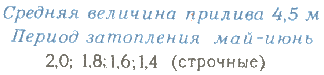 Средняя величина прилива 4,5 м
Период затопления май-июнь
2,0; 1,8; 1,6; 1,4 (строчные)